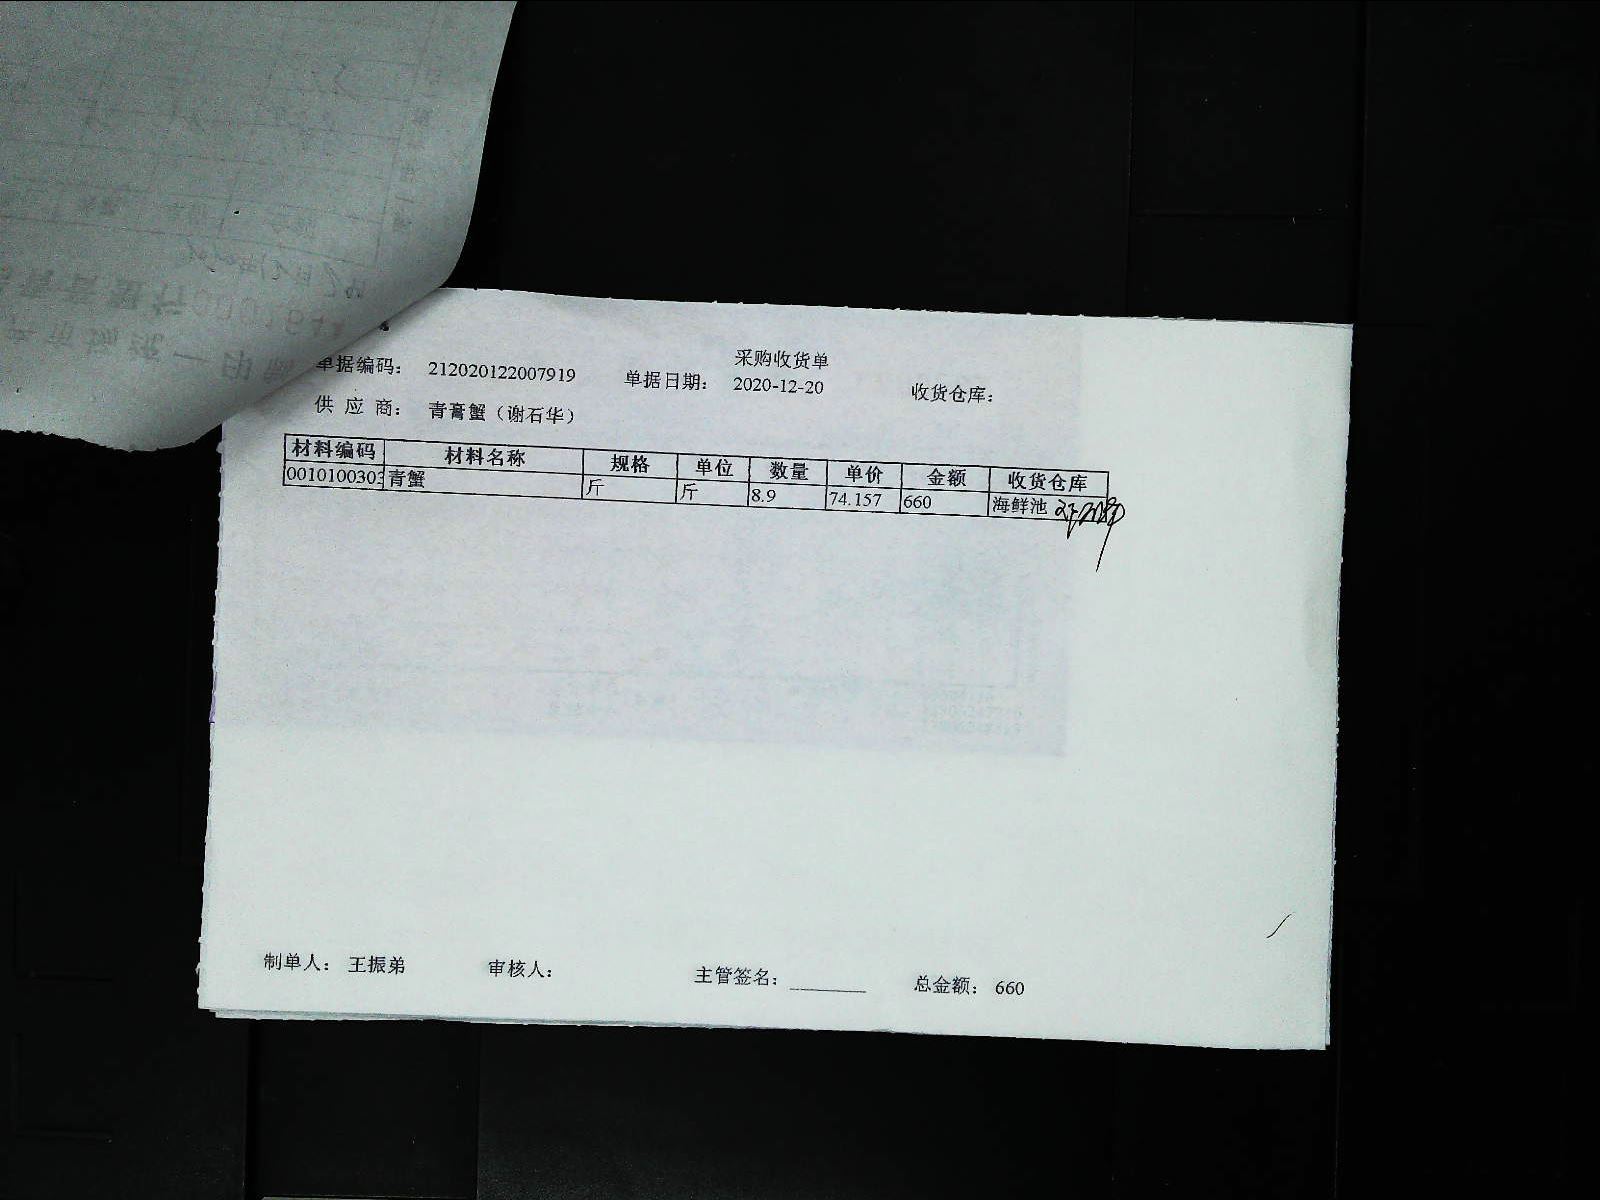 采购收货单
单据编码： 212020122007919 单据日期： 2020-12-20 收货仓库：
供 应 商： 青膏蟹（谢石华）
材料编码 材料名称 规格 单位 数量 单价 金额 收货仓库
0010100303 青蟹 斤 斤 8.9 74.157 660 海鲜池
制单人： 王振弟 审核人： 主管签名： ________ 总金额： 660